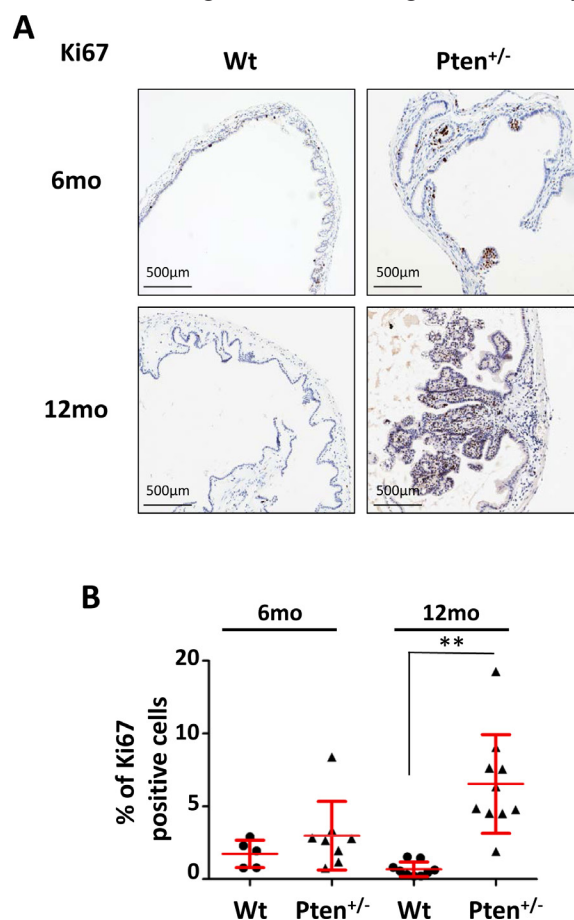 A
Ki67
Wt
Pten+/-
6mo
500μm
500μm
12mo
500μm
500μm
B
6mo
12mo
**
% of Ki67
positive cells
20
10
5
0
Wt
Pten+/-
Wt
Pten+/-